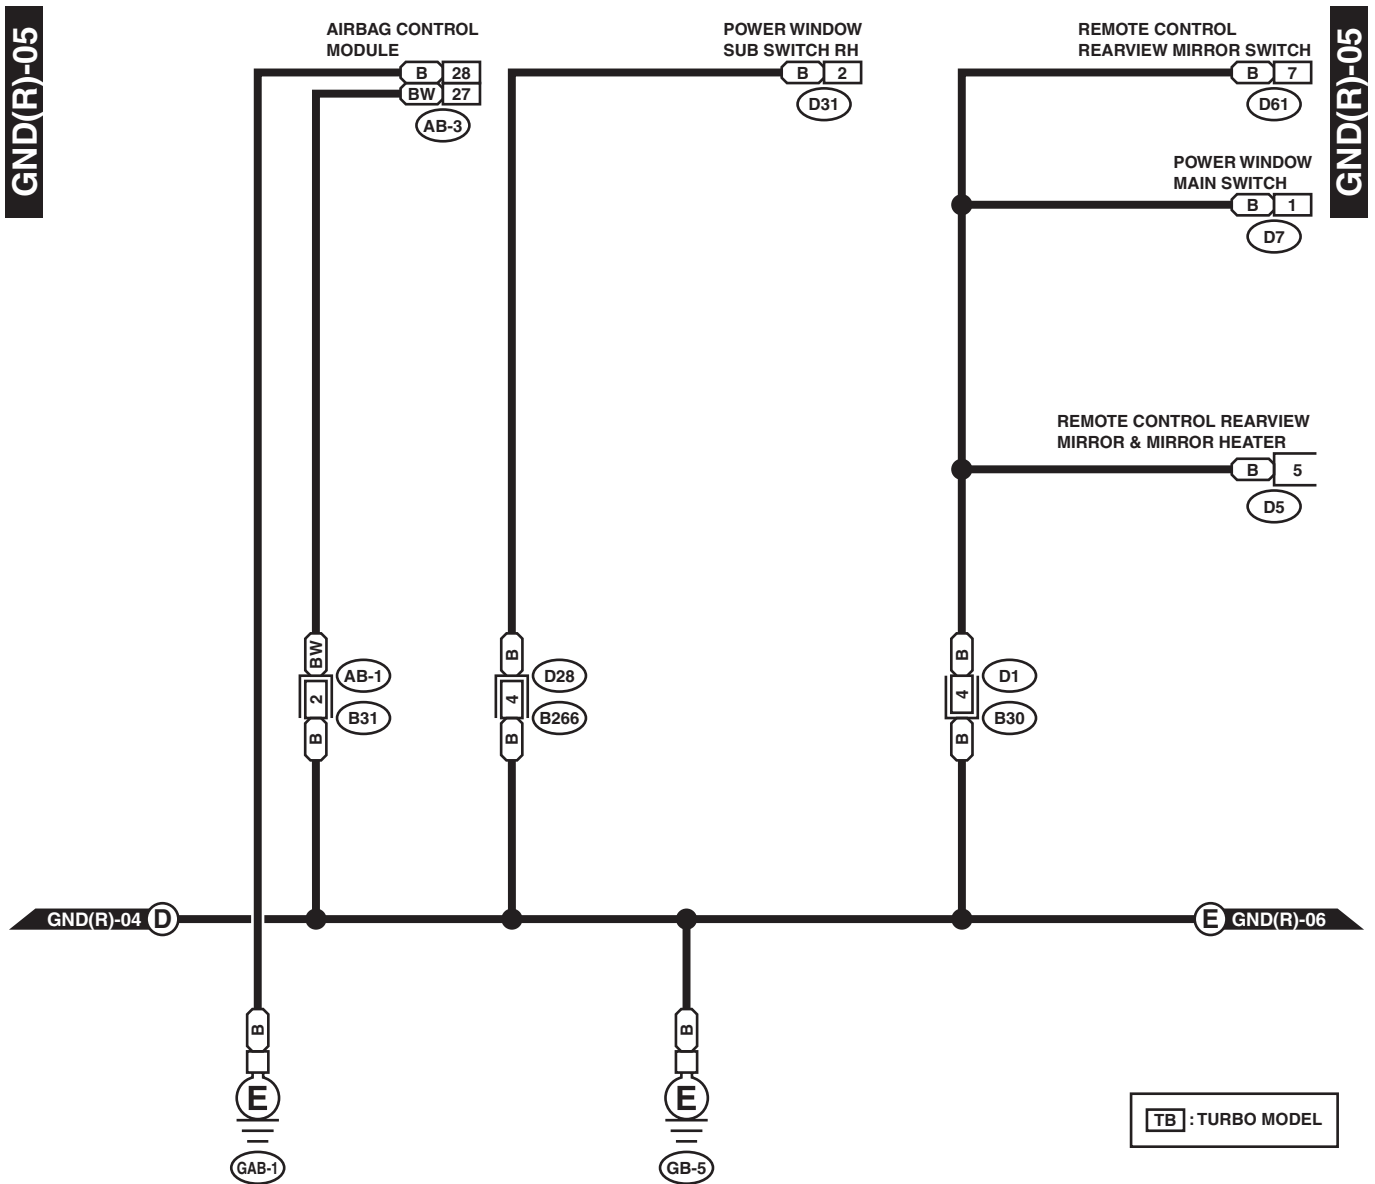 GND(R)-05
GND(R)-05
AIRBAG CONTROL
MODULE
B 28
BW 27
AB-3
POWER WINDOW
SUB SWITCH RH
B 2
D31
REMOTE CONTROL
REARVIEW MIRROR SWITCH
B 7
D61
POWER WINDOW
MAIN SWITCH
B 1
D7
REMOTE CONTROL REARVIEW
MIRROR & MIRROR HEATER
B 5
D5
BW
2
B
AB-1
B31
B
4
B
D28
B266
B
4
B
D1
B30
GND(R)-04 D
E GND(R)-06
B
E
GAB-1
B
E
GB-5
TB : TURBO MODEL